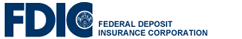 FDIC
FEDERAL DEPOSIT
INSURANCE CORPORATION